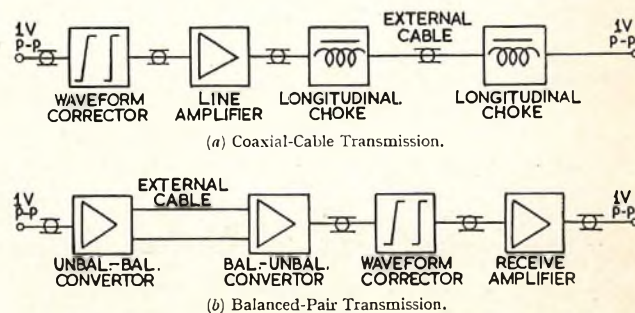 1V
p-p
WAVEFORM
CORRECTOR
LINE
AMPLIFIER
LONGITUDINAL.
CHOKE
EXTERNAL
CABLE
LONGITUDINAL
CHOKE
1V
p-p
(a) Coaxial-Cable Transmission.
1V
p-p
UNBAL.-BAL.
CONVERTOR
EXTERNAL
CABLE
BAL.-UNBAL.
CONVERTOR
WAVEFORM
CORRECTOR
RECEIVE
AMPLIFIER
1V
p-p
(b) Balanced-Pair Transmission.